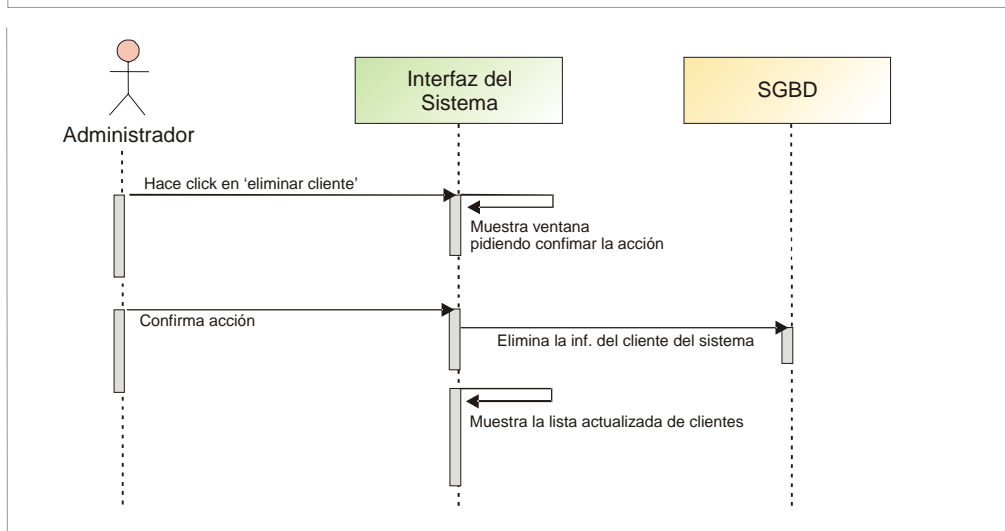 Interfaz del
Sistema
SGBD
Administrador
Hace click en ‘eliminar cliente’
Muestra ventana
pidiendo confimar la acción
Confirma acción
Elimina la inf. del cliente del sistema
Muestra la lista actualizada de clientes